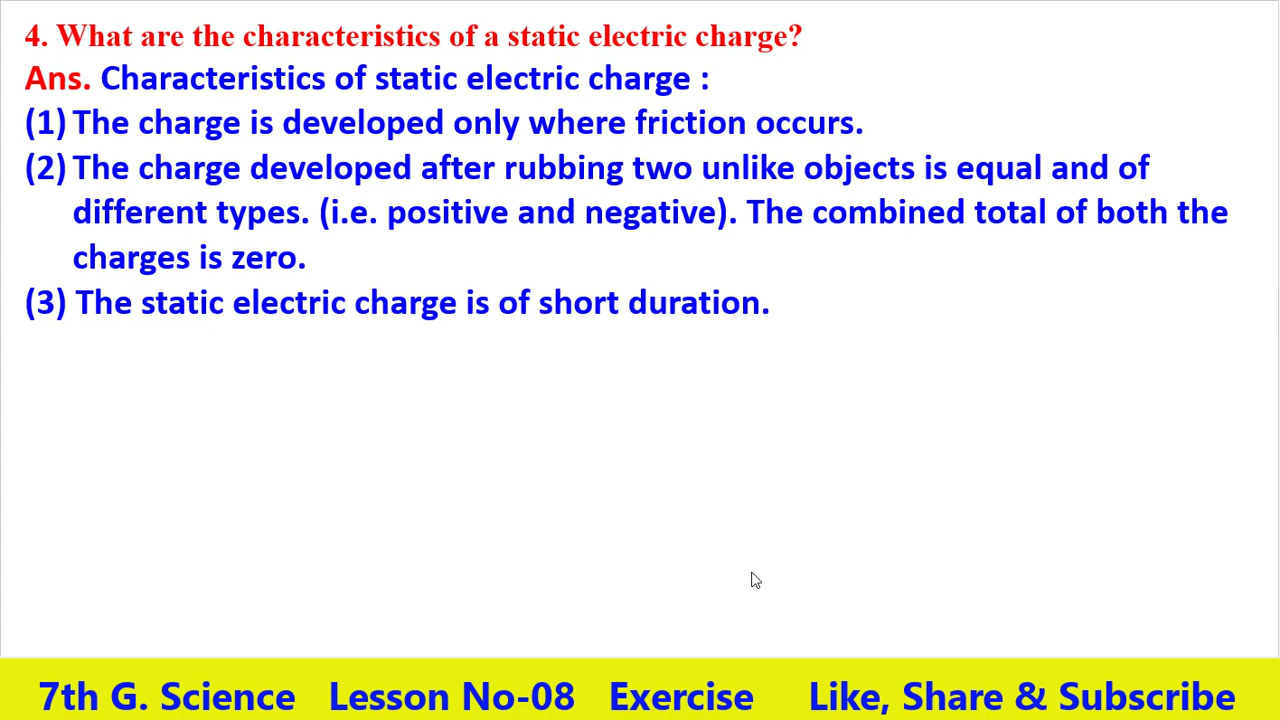 4. What are the characteristics of a static electric charge?
Ans. Characteristics of static electric charge :
(1) The charge is developed only where friction occurs.
(2) The charge developed after rubbing two unlike objects is equal and of
different types. (i.e. positive and negative). The combined total of both the
charges is zero.
(3) The static electric charge is of short duration.
7th G. Science Lesson No-08 Exercise Like, Share & Subscribe